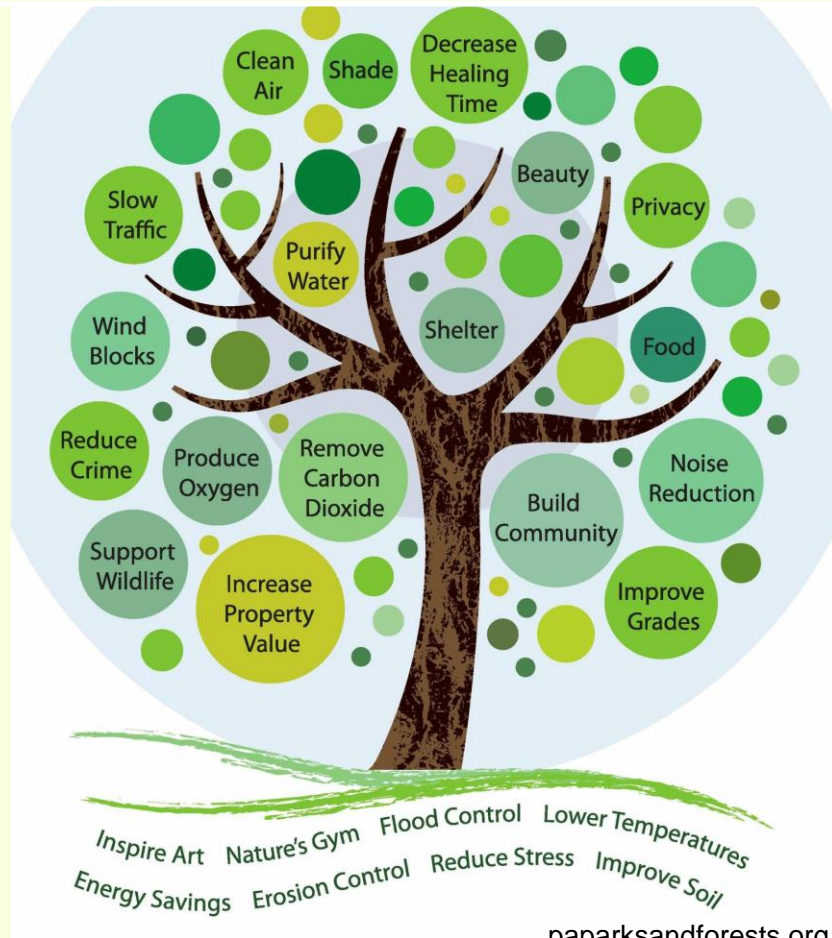 Clean
Air
Shade
Decrease
Healing
Time
Beauty
Slow
Traffic
Privacy
Purify
Water
Wind
Blocks
Shelter
Food
Reduce
Crime
Produce
Oxygen
Remove
Carbon
Dioxide
Noise
Reduction
Build
Community
Support
Wildlife
Increase
Property
Value
Improve
Grades
Inspire Art Nature's Gym Flood Control Lower Temperatures
Energy Savings Erosion Control Reduce Stress Improve Soil
paparksandforests.org